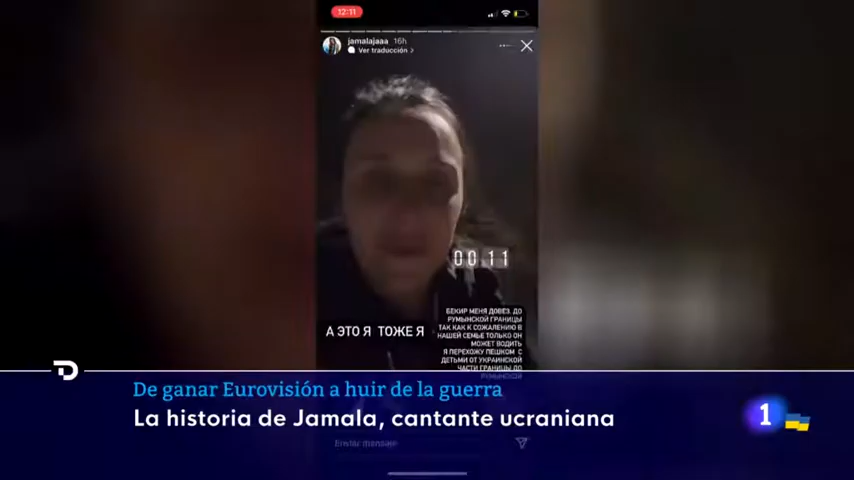 12:11
jamalajaaa 16h
Ver traducción >
00 11
А ЭТО Я ТОЖЕ Я
БЕКИР МЕНЯ ДОВЕЗ. ДО
РУМЫНСКОЙ ГРАНИЦЫ
ТАК КАК К СОЖАЛЕНИЮ В
НАШЕЙ СЕМЬЕ ТОЛЬКО ОН
МОЖЕТ ВОДИТЬ
Я ПЕРЕХОЖУ ПЕШКОМ С
ДЕТЬМИ ОТ УКРАИНСКОЙ
ЧАСТИ ГРАНИЦЫ ДО
РУМЫНСКОЙ
De ganar Eurovisión a huir de la guerra
La historia de Jamala, cantante ucraniana
1
Enviar mensaje